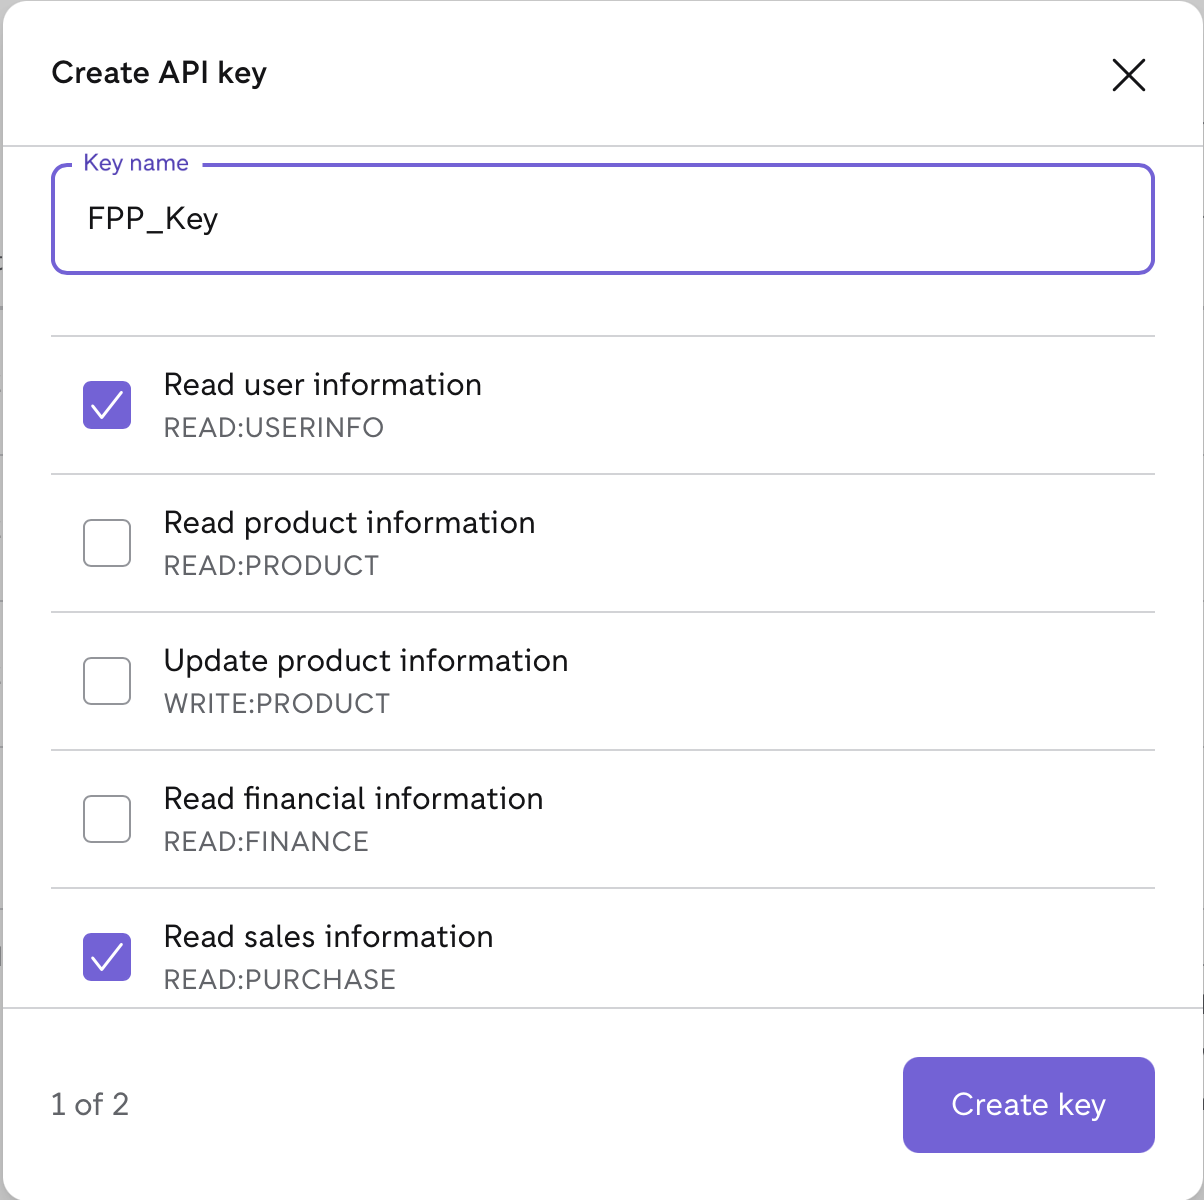 Create API key
Key name
FPP_Key
Read user information
READ:USERINFO
Read product information
READ:PRODUCT
Update product information
WRITE:PRODUCT
Read financial information
READ:FINANCE
Read sales information
READ:PURCHASE
1 of 2
Create key